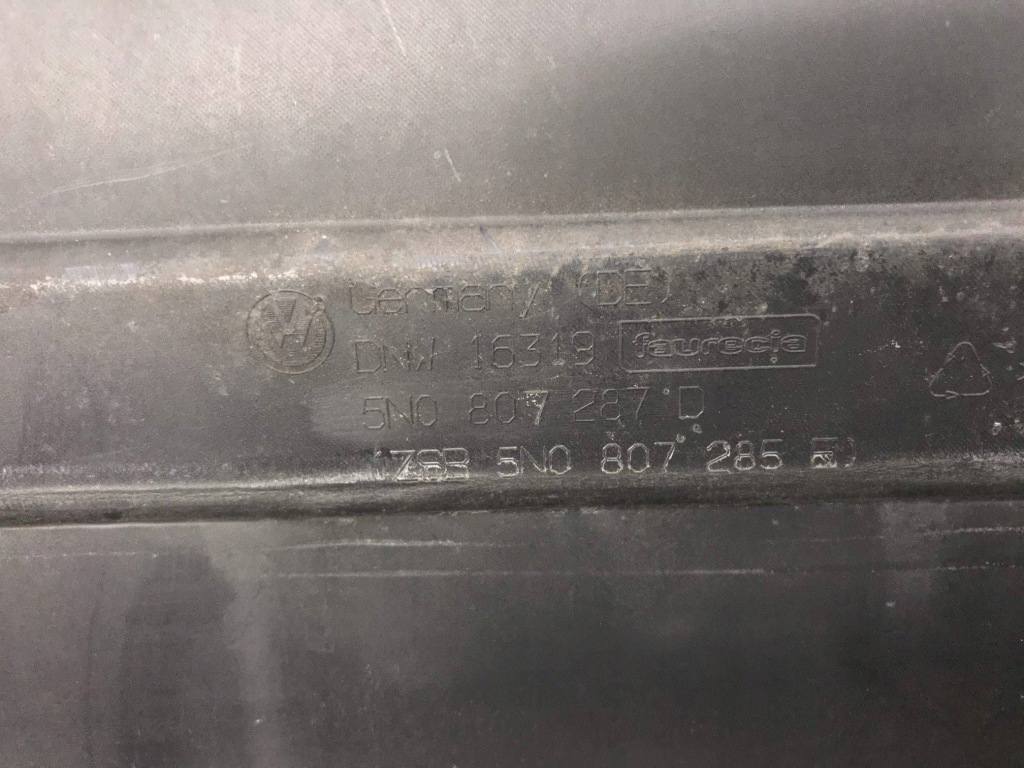 Germany (DE)
DNW 16319 faurecia
5N0 807 287 D
(ZSB 5N0 807 285